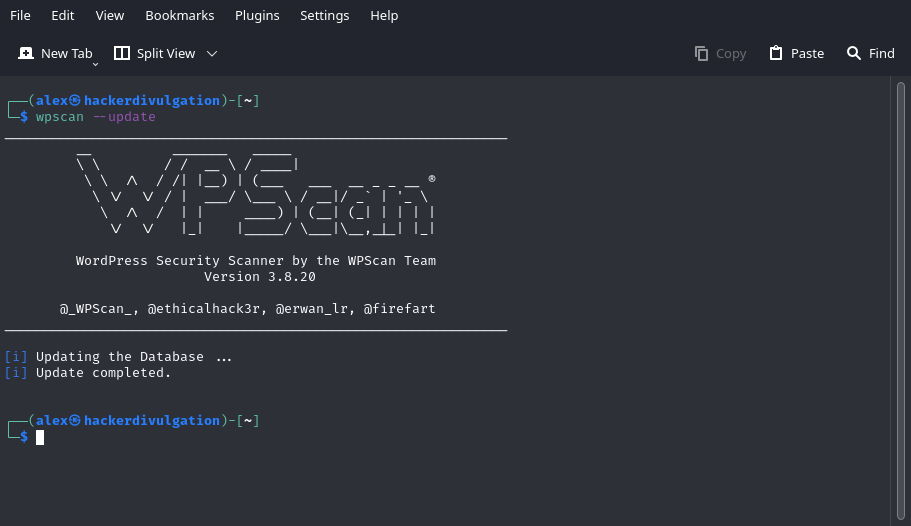 File Edit View Bookmarks Plugins Settings Help
New Tab Split View Copy Paste Find
┌──(alex㉿hackerdivulgation)-[~]
└─$ wpscan --update
WPScan ®
WordPress Security Scanner by the WPScan Team
Version 3.8.20
@_WPScan_, @ethicalhack3r, @erwan_lr, @firefart
[i] Updating the Database ...
[i] Update completed.
┌──(alex㉿hackerdivulgation)-[~]
└─$